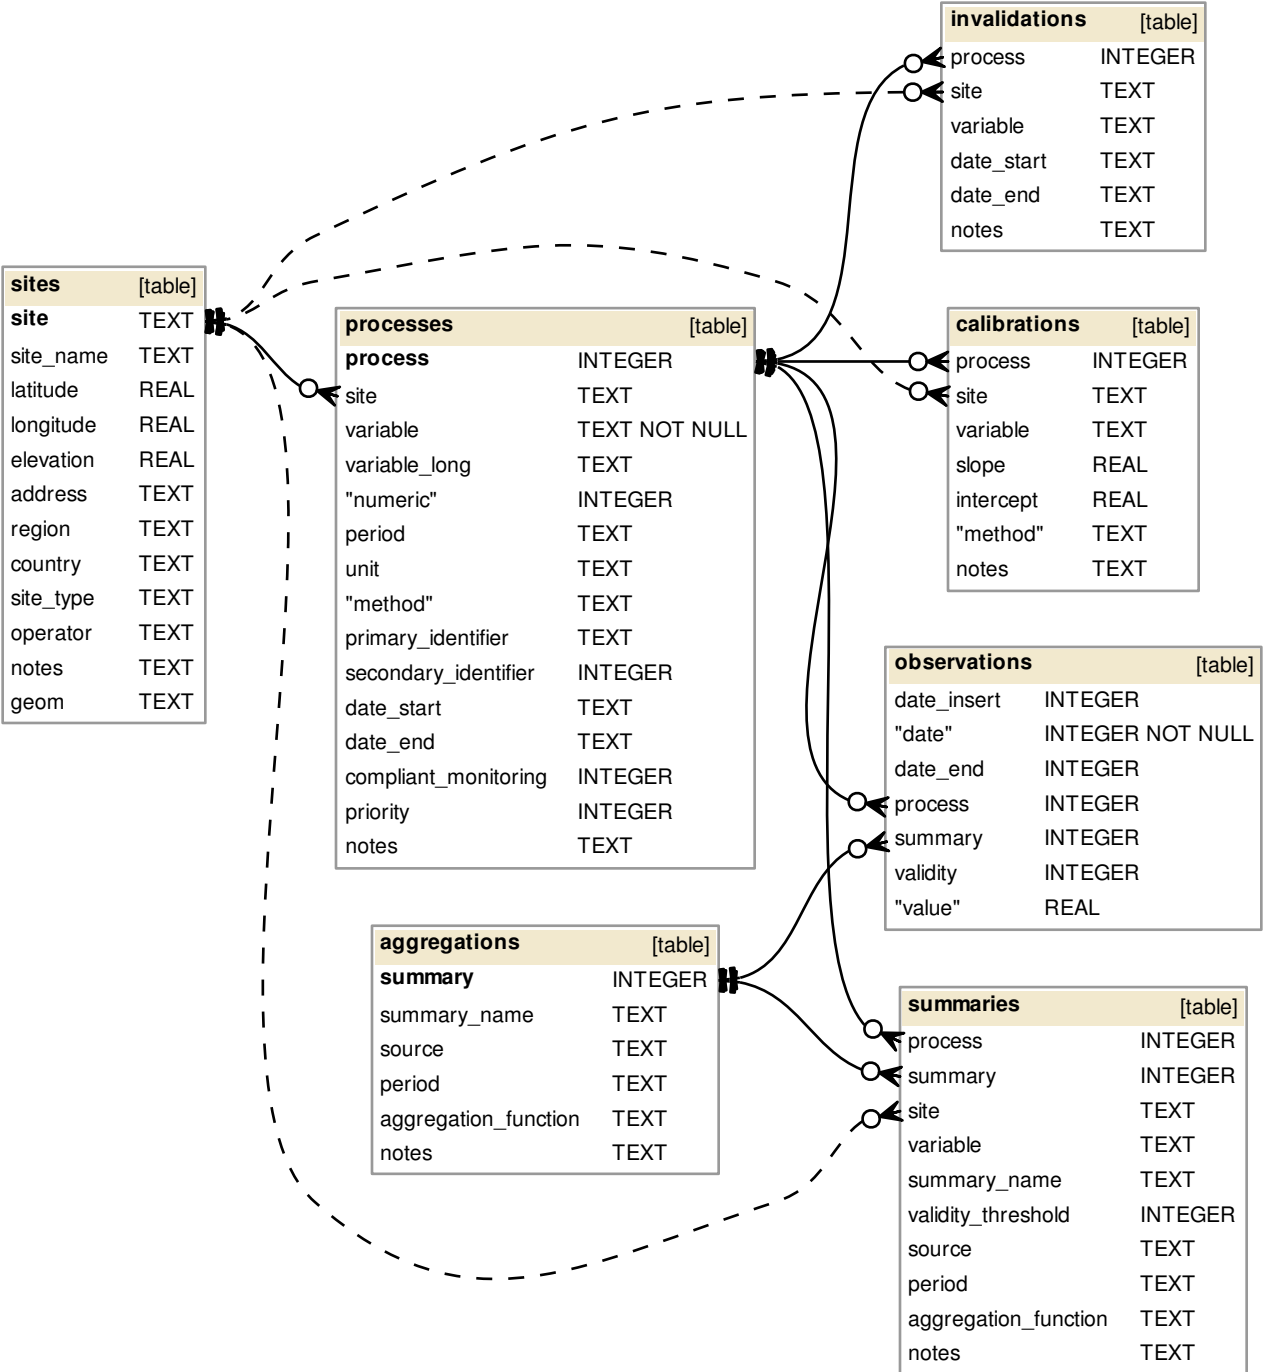 invalidations [table]
process INTEGER
site TEXT
variable TEXT
date_start TEXT
date_end TEXT
notes TEXT
sites [table]
site TEXT
site_name TEXT
latitude REAL
longitude REAL
elevation REAL
address TEXT
region TEXT
country TEXT
site_type TEXT
operator TEXT
notes TEXT
geom TEXT
processes [table]
process INTEGER
site TEXT
variable TEXT NOT NULL
variable_long TEXT
"numeric" INTEGER
period TEXT
unit TEXT
"method" TEXT
primary_identifier TEXT
secondary_identifier INTEGER
date_start TEXT
date_end TEXT
compliant_monitoring INTEGER
priority INTEGER
notes TEXT
calibrations [table]
process INTEGER
site TEXT
variable TEXT
slope REAL
intercept REAL
"method" TEXT
notes TEXT
observations [table]
date_insert INTEGER
"date" INTEGER NOT NULL
date_end INTEGER
process INTEGER
summary INTEGER
validity INTEGER
"value" REAL
aggregations [table]
summary INTEGER
summary_name TEXT
source TEXT
period TEXT
aggregation_function TEXT
notes TEXT
summaries [table]
process INTEGER
summary INTEGER
site TEXT
variable TEXT
summary_name TEXT
validity_threshold INTEGER
source TEXT
period TEXT
aggregation_function TEXT
notes TEXT